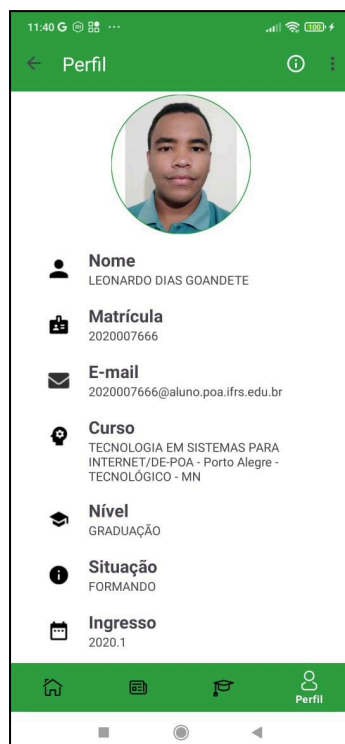 11:40 G
100
Perfil
Nome
LEONARDO DIAS GOANDETE
Matrícula
2020007666
E-mail
2020007666@aluno.poa.ifrs.edu.br
Curso
TECNOLOGIA EM SISTEMAS PARA
INTERNET/DE-POA - Porto Alegre -
TECNOLÓGICO - MN
Nível
GRADUAÇÃO
Situação
FORMANDO
Ingresso
2020.1
Perfil